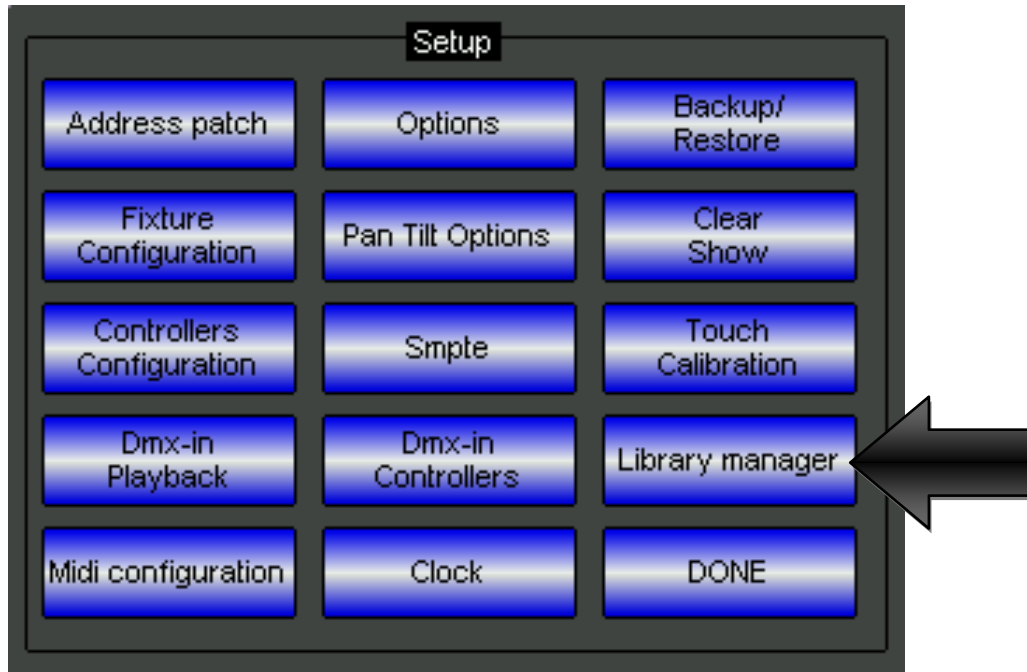 Setup
Address patch
Options
Backup/
Restore
Fixture
Configuration
Pan Tilt Options
Clear
Show
Controllers
Configuration
Smpte
Touch
Calibration
Dmx-in
Playback
Dmx-in
Controllers
Library manager
Midi configuration
Clock
DONE